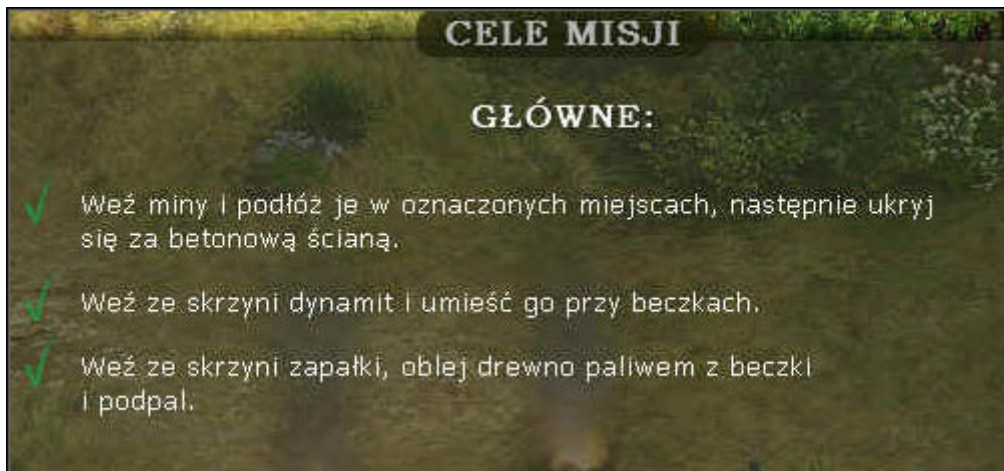 CELE MISJI
GŁÓWNE:
Weź miny i podłóż je w oznaczonych miejscach, następnie ukryj
się za betonową ścianą.
Weź ze skrzyni dynamit i umieść go przy beczkach.
Weź ze skrzyni zapałki, oblej drewno paliwem z beczki
i podpal.